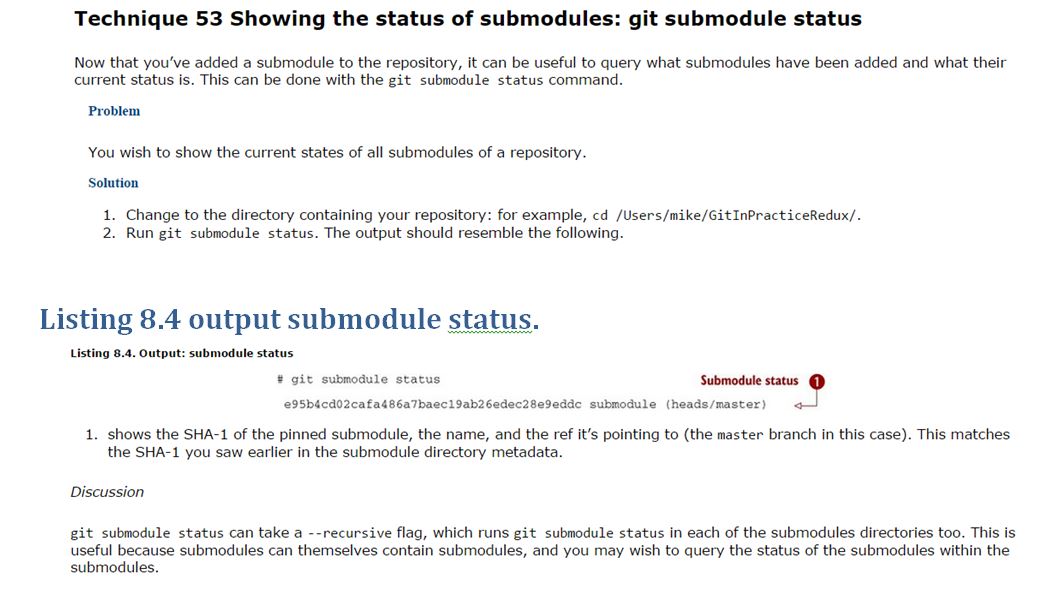 Technique 53 Showing the status of submodules: git submodule status
Now that you've added a submodule to the repository, it can be useful to query what submodules have been added and what their
current status is. This can be done with the git submodule status command.
Problem
You wish to show the current states of all submodules of a repository.
Solution
1. Change to the directory containing your repository: for example, cd /Users/mike/GitInPracticeRedux/.
2. Run git submodule status. The output should resemble the following.
Listing 8.4 output submodule status.
Listing 8.4. Output: submodule status
# git submodule status
Submodule status 1
e95b4cd02cafa486a7baec19ab26edec28e9eddc submodule (heads/master)
1. shows the SHA-1 of the pinned submodule, the name, and the ref it's pointing to (the master branch in this case). This matches
the SHA-1 you saw earlier in the submodule directory metadata.
Discussion
git submodule status can take a --recursive flag, which runs git submodule status in each of the submodules directories too. This is
useful because submodules can themselves contain submodules, and you may wish to query the status of the submodules within the
submodules.